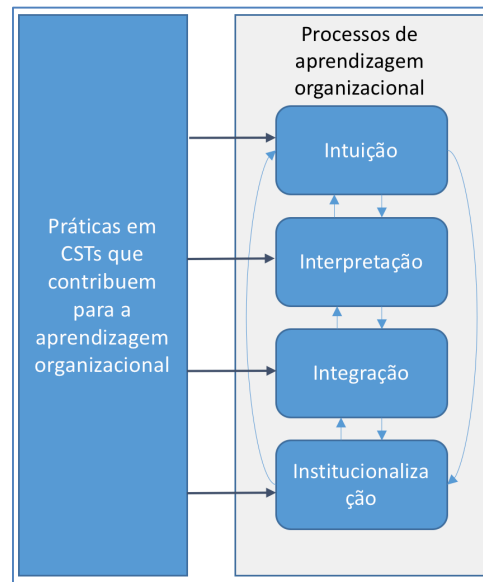 Práticas em
CSTs que
contribuem
para a
aprendizagem
organizacional
Processos de
aprendizagem
organizacional
Intuição
Interpretação
Integração
Institucionaliza
ção